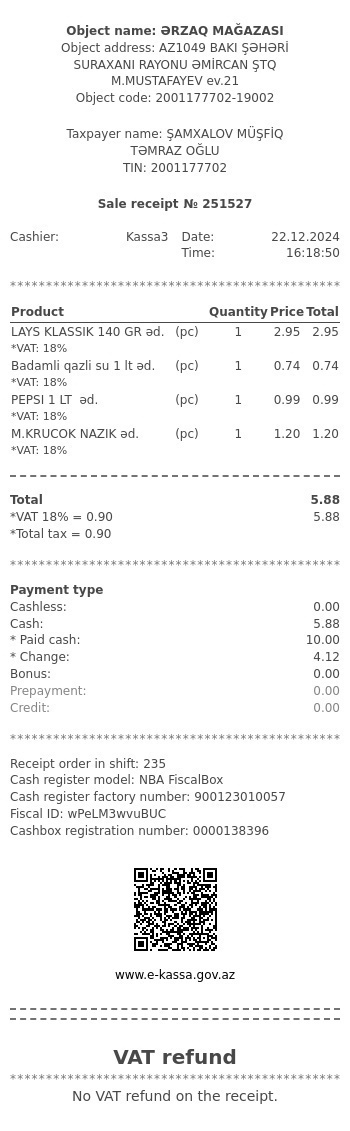 Object name: ƏRZAQ MAĞAZASI
Object address: AZ1049 BAKI ŞƏHƏRİ
SURAXANI RAYONU ƏMİRCAN ŞTQ
M.MUSTAFAYEV ev.21
Object code: 2001177702-19002
Taxpayer name: ŞAMXALOV MÜŞFİQ
TƏMRAZ OĞLU
TIN: 2001177702
Sale receipt № 251527
Cashier: Kassa3 Date: 22.12.2024
Time: 16:18:50
**********************************************
Product Quantity Price Total
LAYS KLASSIK 140 GR əd. (pc) 1 2.95 2.95
*VAT: 18%
Badamli qazli su 1 lt əd. (pc) 1 0.74 0.74
*VAT: 18%
PEPSI 1 LT əd. (pc) 1 0.99 0.99
*VAT: 18%
M.KRUCOK NAZIK əd. (pc) 1 1.20 1.20
*VAT: 18%
Total 5.88
*VAT 18% = 0.90 5.88
*Total tax = 0.90
**********************************************
Payment type
Cashless: 0.00
Cash: 5.88
* Paid cash: 10.00
* Change: 4.12
Bonus: 0.00
Prepayment: 0.00
Credit: 0.00
**********************************************
Receipt order in shift: 235
Cash register model: NBA FiscalBox
Cash register factory number: 900123010057
Fiscal ID: wPeLM3wvuBUC
Cashbox registration number: 0000138396
www.e-kassa.gov.az
VAT refund
**********************************************
No VAT refund on the receipt.